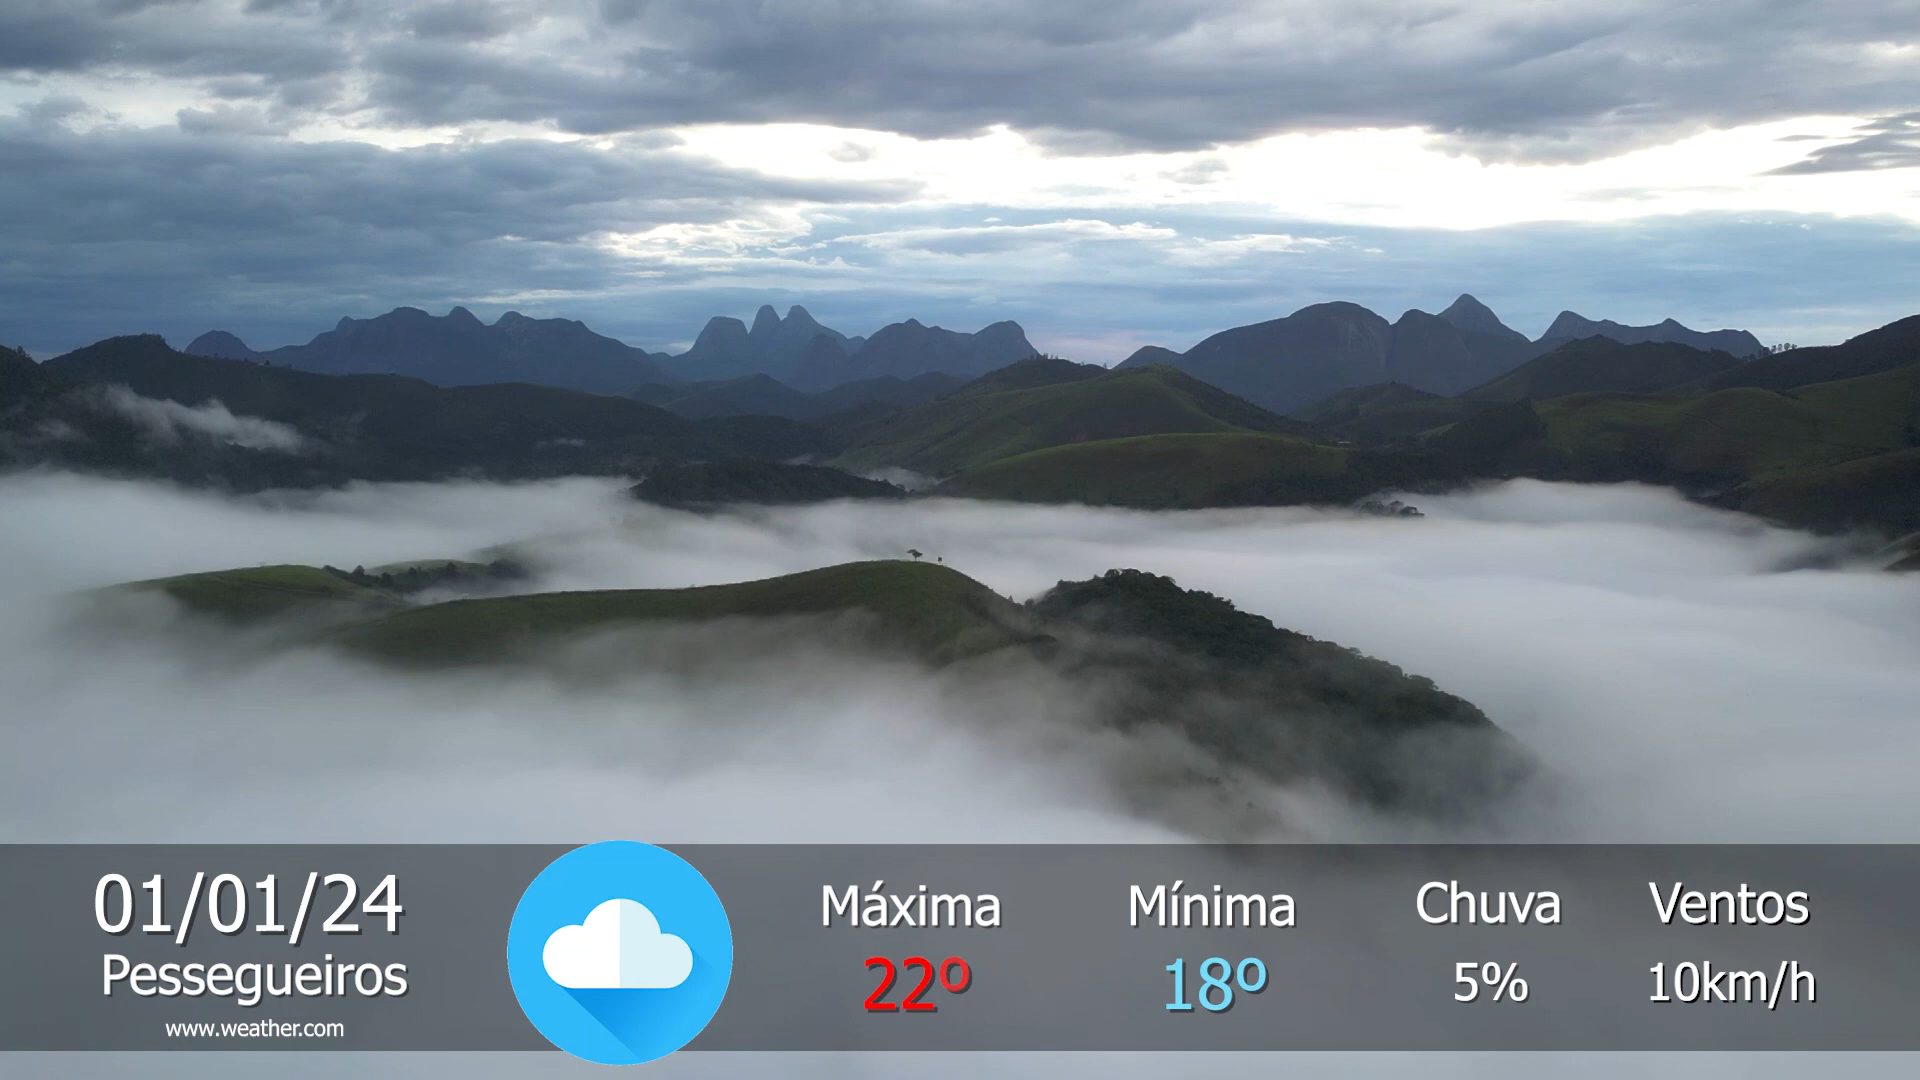 01/01/24
Pessegueiros
www.weather.com
Máxima
22º
Mínima
18º
Chuva
5%
Ventos
10km/h